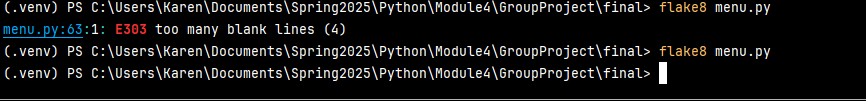 (.venv) PS C:\Users\Karen\Documents\Spring2025\Python\Module4\GroupProject\final> flake8 menu.py
menu.py:63:1: E303 too many blank lines (4)
(.venv) PS C:\Users\Karen\Documents\Spring2025\Python\Module4\GroupProject\final> flake8 menu.py
(.venv) PS C:\Users\Karen\Documents\Spring2025\Python\Module4\GroupProject\final>